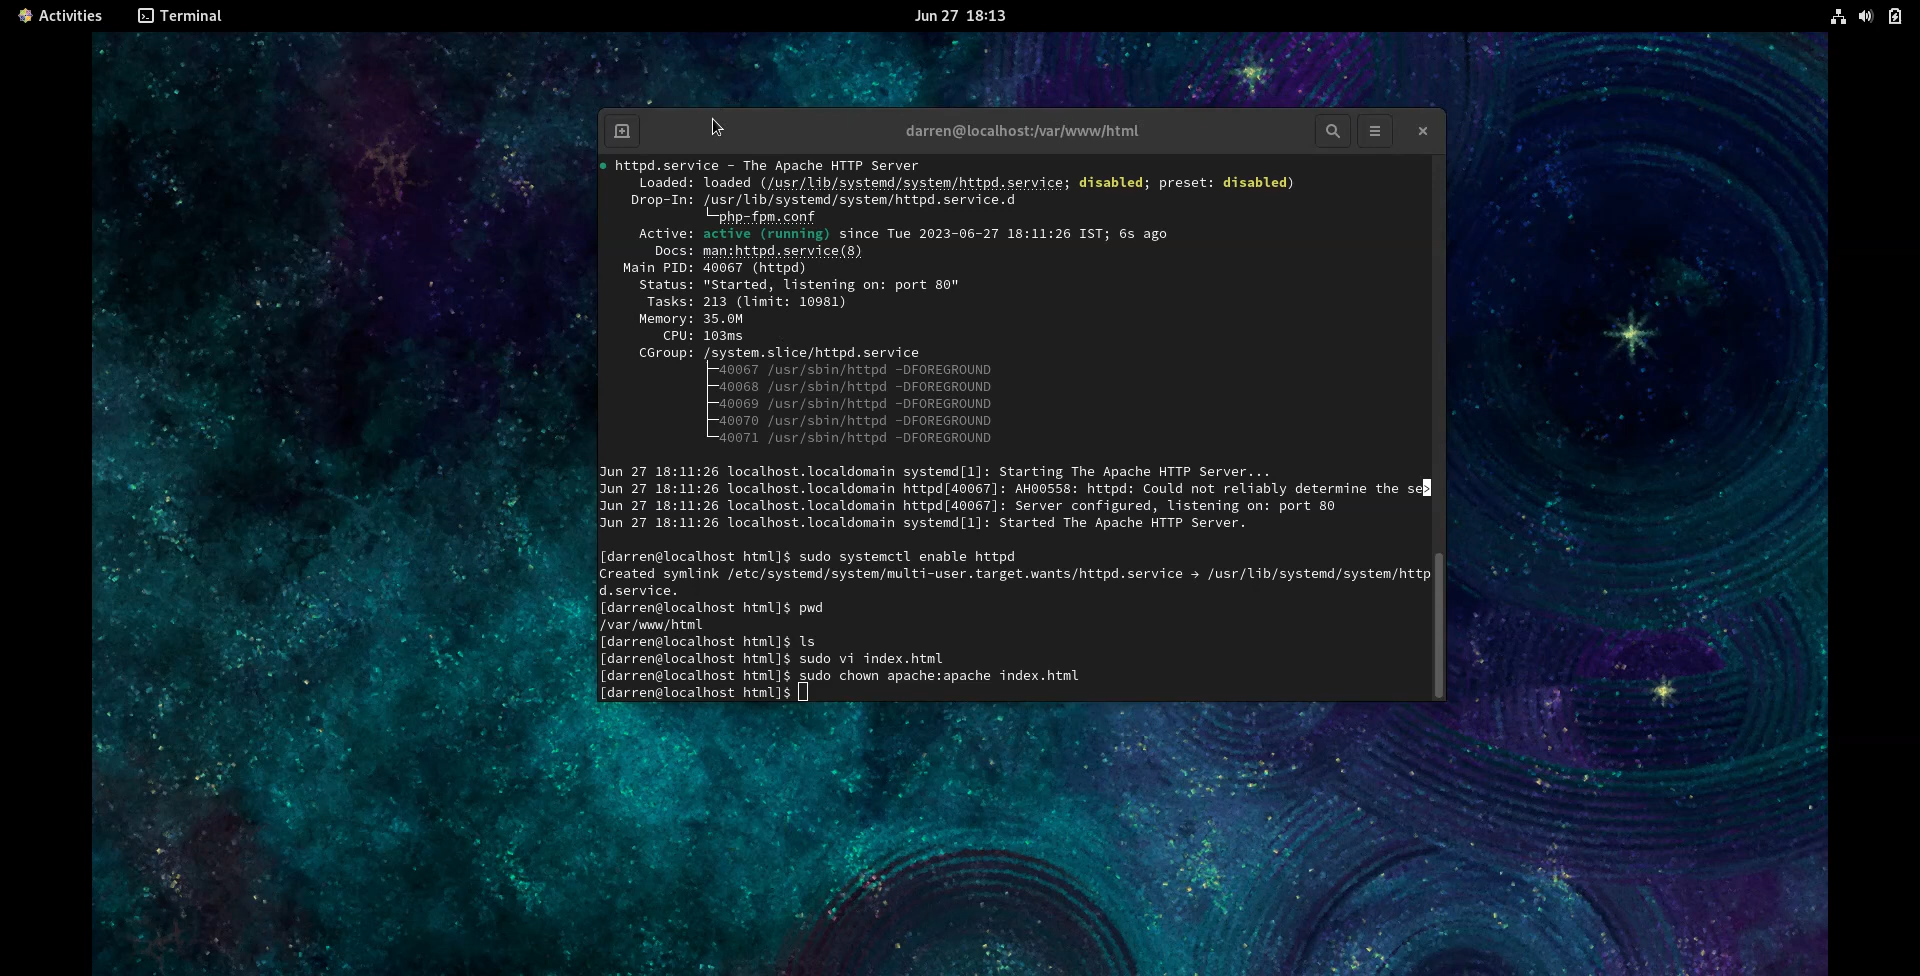 Activities Terminal Jun 27 18:13
darren@localhost:/var/www/html
● httpd.service - The Apache HTTP Server
Loaded: loaded (/usr/lib/systemd/system/httpd.service; disabled; preset: disabled)
Drop-In: /usr/lib/systemd/system/httpd.service.d
└─php-fpm.conf
Active: active (running) since Tue 2023-06-27 18:11:26 IST; 6s ago
Docs: man:httpd.service(8)
Main PID: 40067 (httpd)
Status: "Started, listening on: port 80"
Tasks: 213 (limit: 10981)
Memory: 35.0M
CPU: 103ms
CGroup: /system.slice/httpd.service
├─40067 /usr/sbin/httpd -DFOREGROUND
├─40068 /usr/sbin/httpd -DFOREGROUND
├─40069 /usr/sbin/httpd -DFOREGROUND
├─40070 /usr/sbin/httpd -DFOREGROUND
└─40071 /usr/sbin/httpd -DFOREGROUND
Jun 27 18:11:26 localhost.localdomain systemd[1]: Starting The Apache HTTP Server...
Jun 27 18:11:26 localhost.localdomain httpd[40067]: AH00558: httpd: Could not reliably determine the se>
Jun 27 18:11:26 localhost.localdomain httpd[40067]: Server configured, listening on: port 80
Jun 27 18:11:26 localhost.localdomain systemd[1]: Started The Apache HTTP Server.
[darren@localhost html]$ sudo systemctl enable httpd
Created symlink /etc/systemd/system/multi-user.target.wants/httpd.service → /usr/lib/systemd/system/http
d.service.
[darren@localhost html]$ pwd
/var/www/html
[darren@localhost html]$ ls
[darren@localhost html]$ sudo vi index.html
[darren@localhost html]$ sudo chown apache:apache index.html
[darren@localhost html]$